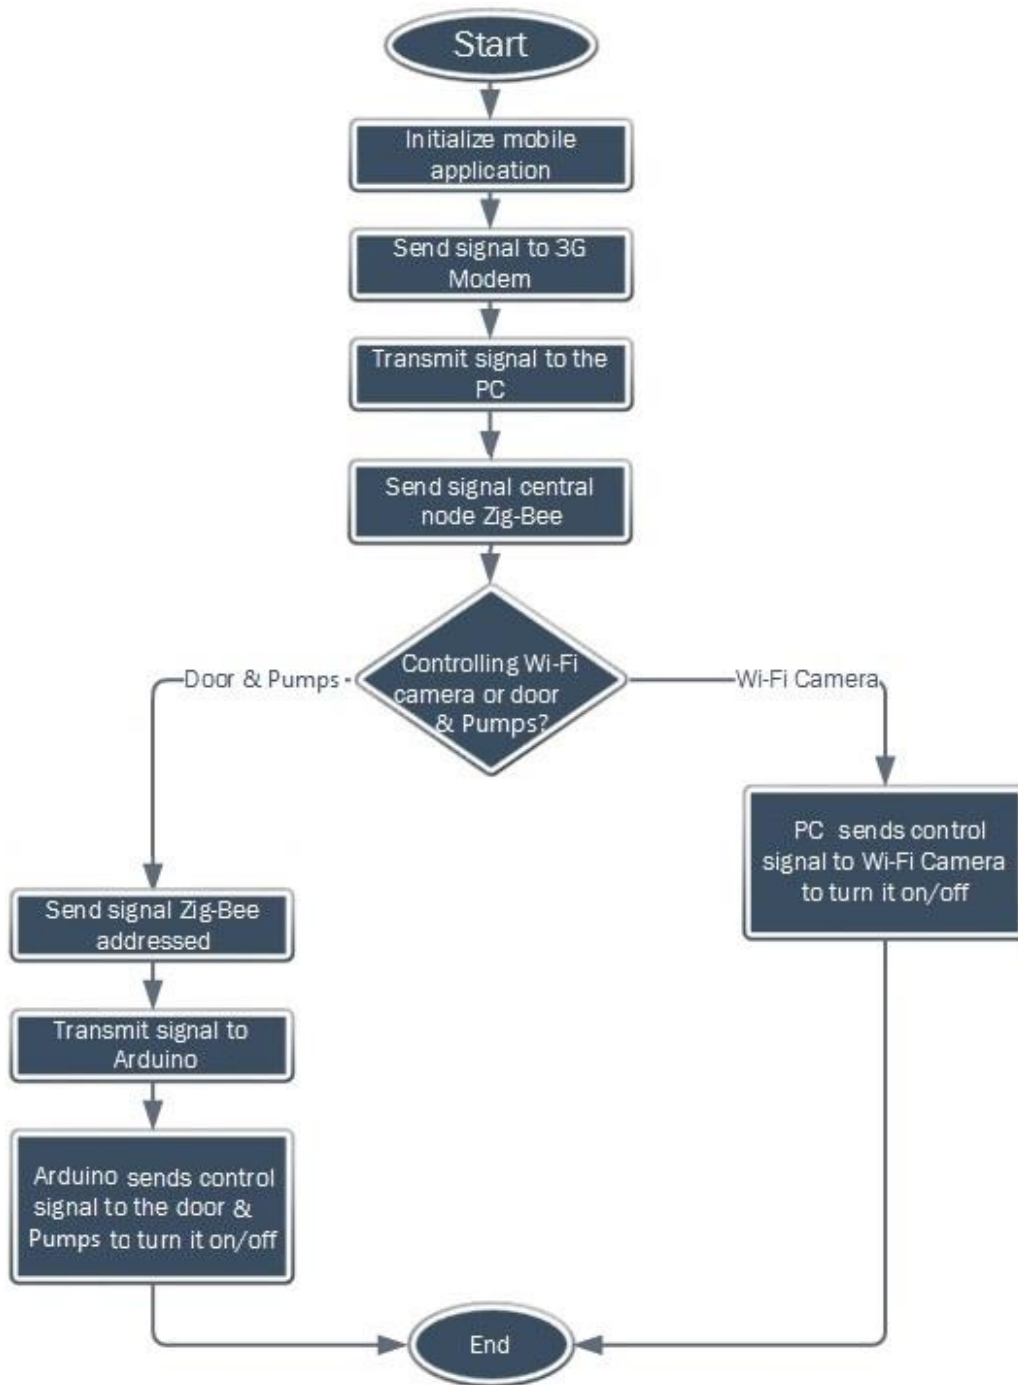 Start
Initialize mobile
application
Send signal to 3G
Modem
Transmit signal to the
PC
Send signal central
node Zig-Bee
Controlling Wi-Fi
camera or door
& Pumps?
Door & Pumps
Wi-Fi Camera
PC sends control
signal to Wi-Fi Camera
to turn it on/off
Send signal Zig-Bee
addressed
Transmit signal to
Arduino
Arduino sends control
signal to the door &
Pumps to turn it on/off
End